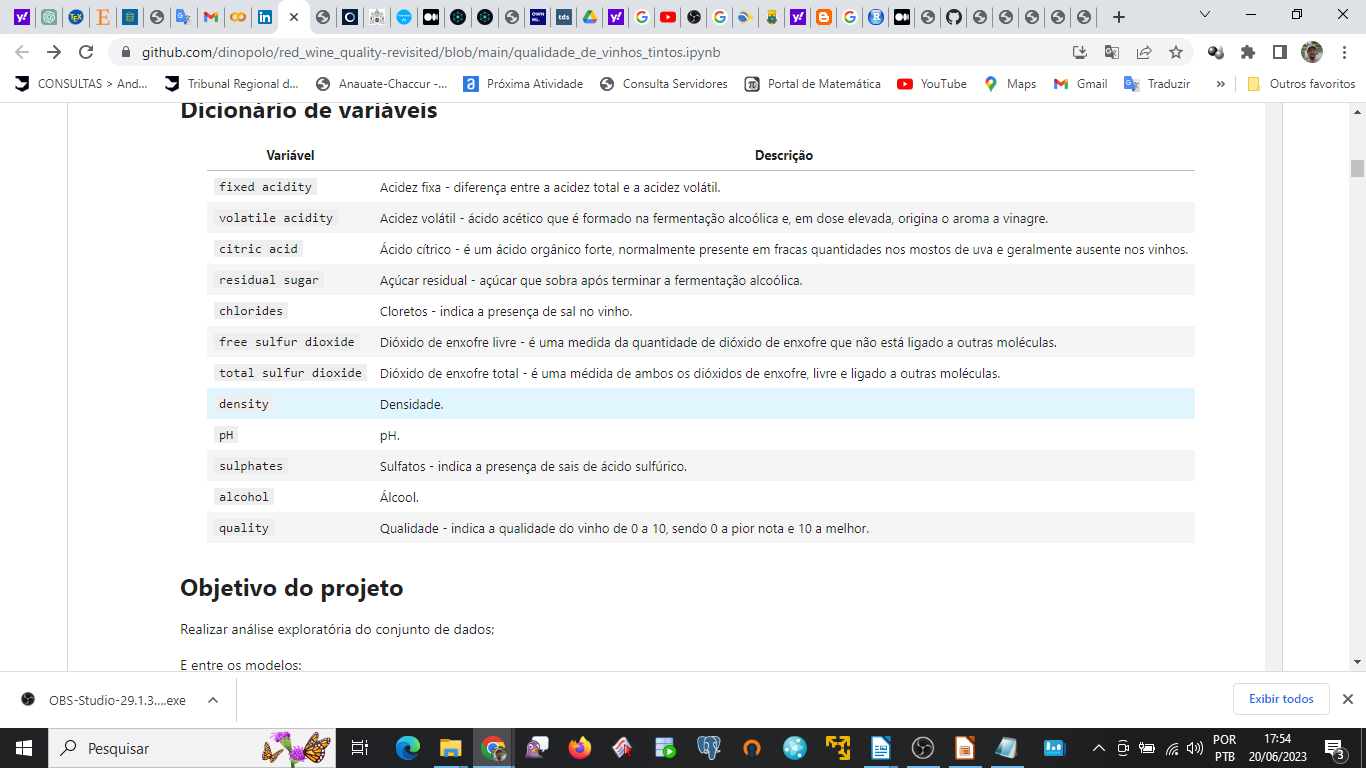 github.com/dinopolo/red_wine_quality-revisited/blob/main/qualidade_de_vinhos_tintos.ipynb
CONSULTAS > And... Tribunal Regional d... Anauate-Chaccur -... Próxima Atividade Consulta Servidores Portal de Matemática YouTube Maps Gmail Traduzir » Outros favoritos
Dicionário de variáveis
Variável Descrição
fixed acidity Acidez fixa - diferença entre a acidez total e a acidez volátil.
volatile acidity Acidez volátil - ácido acético que é formado na fermentação alcoólica e, em dose elevada, origina o aroma a vinagre.
citric acid Ácido cítrico - é um ácido orgânico forte, normalmente presente em fracas quantidades nos mostos de uva e geralmente ausente nos vinhos.
residual sugar Açúcar residual - açúcar que sobra após terminar a fermentação alcoólica.
chlorides Cloretos - indica a presença de sal no vinho.
free sulfur dioxide Dióxido de enxofre livre - é uma medida da quantidade de dióxido de enxofre que não está ligado a outras moléculas.
total sulfur dioxide Dióxido de enxofre total - é uma médida de ambos os dióxidos de enxofre, livre e ligado a outras moléculas.
density Densidade.
pH pH.
sulphates Sulfatos - indica a presença de sais de ácido sulfúrico.
alcohol Álcool.
quality Qualidade - indica a qualidade do vinho de 0 a 10, sendo 0 a pior nota e 10 a melhor.
Objetivo do projeto
Realizar análise exploratória do conjunto de dados;
E entre os modelos:
OBS-Studio-29.1.3....exe Exibir todos
Pesquisar
POR 17:54
PTB 20/06/2023 3